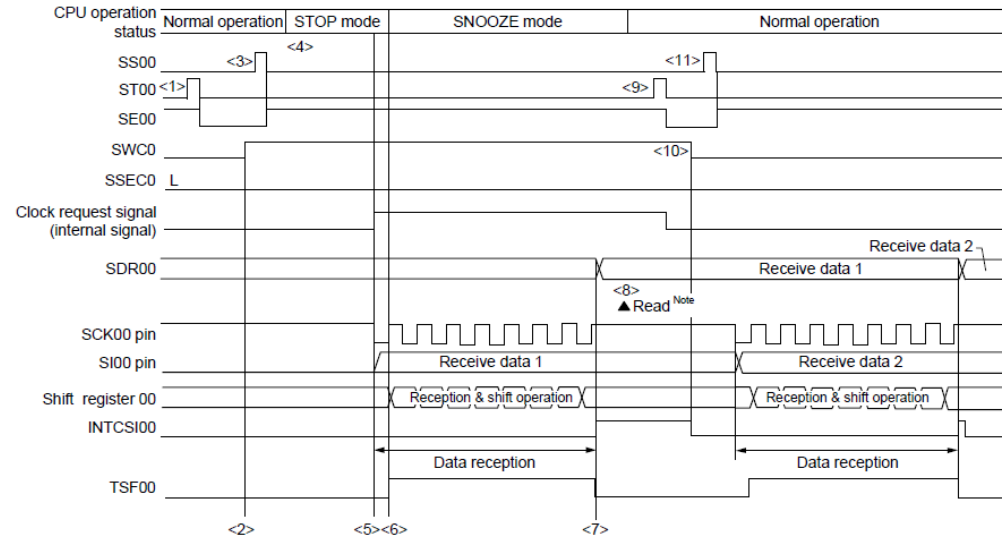 CPU operation status Normal operation STOP mode SNOOZE mode Normal operation
<4>
SS00 <3> <11>
ST00 <1> <9>
SE00
SWC0 <10>
SSEC0 L
Clock request signal
(internal signal)
Receive data 2
SDR00 Receive data 1
<8>
▲ Read Note
SCK00 pin
SI00 pin Receive data 1 Receive data 2
Shift register 00 Reception & shift operation Reception & shift operation
INTCSI00
Data reception Data reception
TSF00
<2> <5> <6> <7>